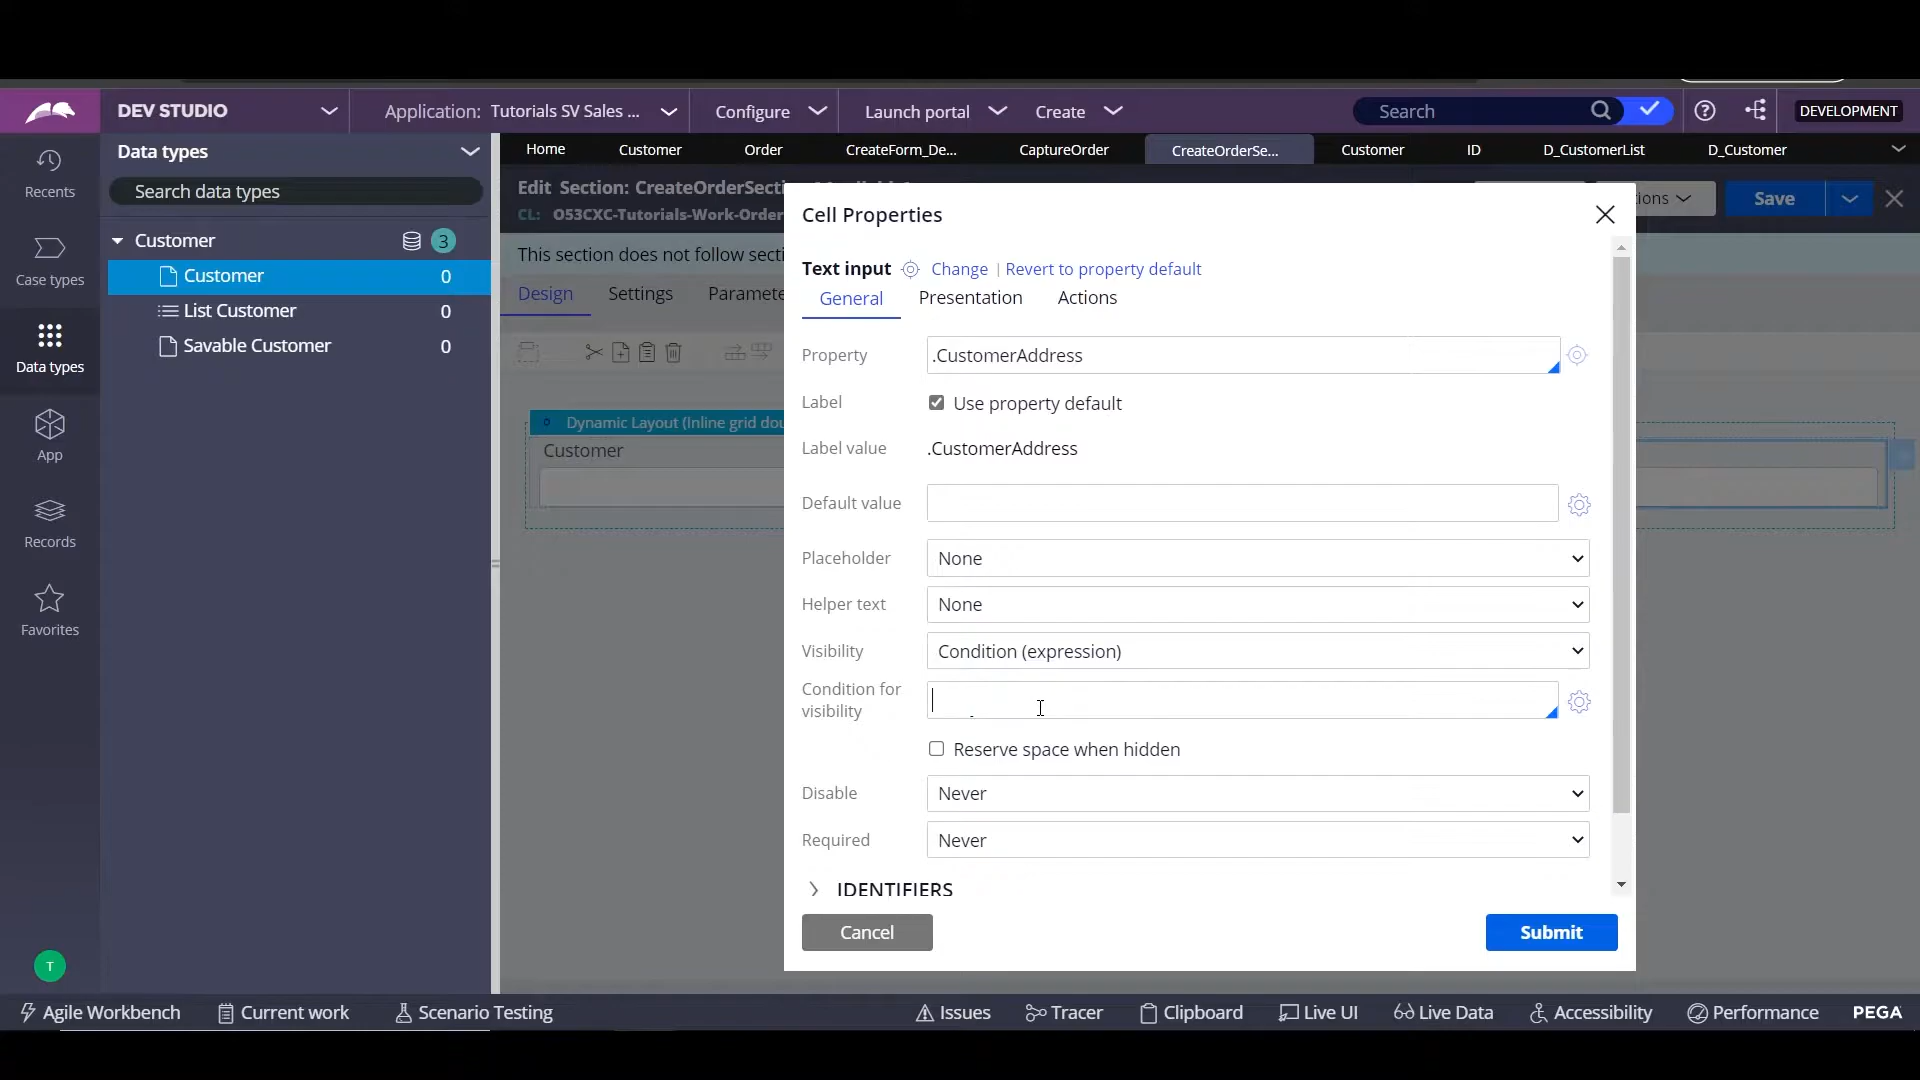 DEV STUDIO
Application: Tutorials SV Sales ...
Configure
Launch portal
Create
Search
DEVELOPMENT
Recents
Case types
Data types
App
Records
Favorites
T
Data types
Search data types
Customer 3
Customer 0
List Customer 0
Savable Customer 0
Home
Customer
Order
CreateForm_De...
CaptureOrder
CreateOrderSe...
Customer
ID
D_CustomerList
D_Customer
Edit Section: CreateOrderSecti
CL: O53CXC-Tutorials-Work-Order
ions
Save
This section does not follow secti
Design
Settings
Paramete
Dynamic Layout (Inline grid dou
Customer
Cell Properties
Text input Change | Revert to property default
General
Presentation
Actions
Property .CustomerAddress
Label Use property default
Label value .CustomerAddress
Default value
Placeholder None
Helper text None
Visibility Condition (expression)
Condition for
visibility
Reserve space when hidden
Disable Never
Required Never
IDENTIFIERS
Cancel
Submit
Agile Workbench
Current work
Scenario Testing
Issues
Tracer
Clipboard
Live UI
Live Data
Accessibility
Performance
PEGA